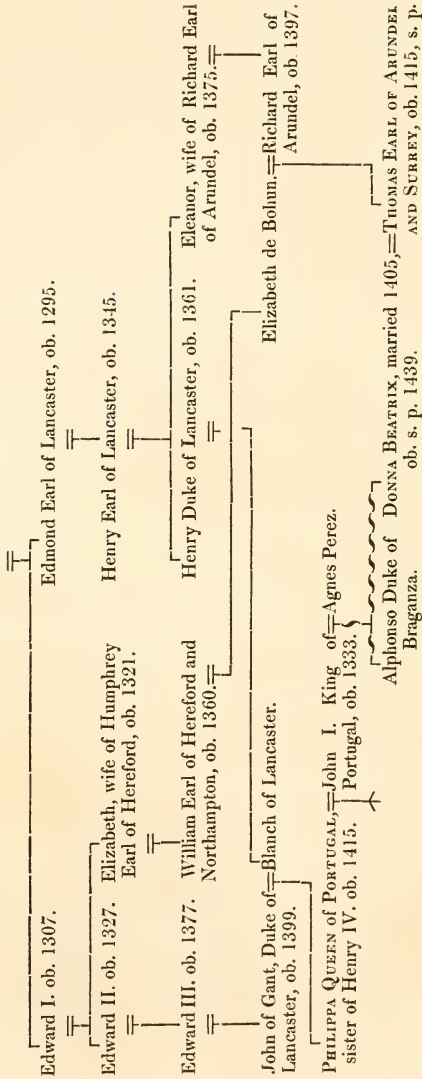 Edward I. ob. 1307.
Edmond Earl of Lancaster, ob. 1295.
Edward II. ob. 1327.
Elizabeth, wife of Humphrey
Earl of Hereford, ob. 1321.
Henry Earl of Lancaster, ob. 1345.
Edward III. ob. 1377.
William Earl of Hereford and
Northampton, ob. 1360.
Henry Duke of Lancaster, ob. 1361.
Eleanor, wife of Richard Earl
of Arundel, ob. 1375.
John of Gant, Duke of
Lancaster, ob. 1399.
Blanch of Lancaster.
Elizabeth de Bohun.
Richard Earl of
Arundel, ob. 1397.
PHILIPPA QUEEN of PORTUGAL,
sister of Henry IV. ob. 1415.
John I. King of
Portugal, ob. 1333.
Agnes Perez.
Alphonso Duke of
Braganza.
DONNA BEATRIX, married 1405,
ob. s. p. 1439.
THOMAS EARL OF ARUNDEL
AND SURREY, ob. 1415, s. p.